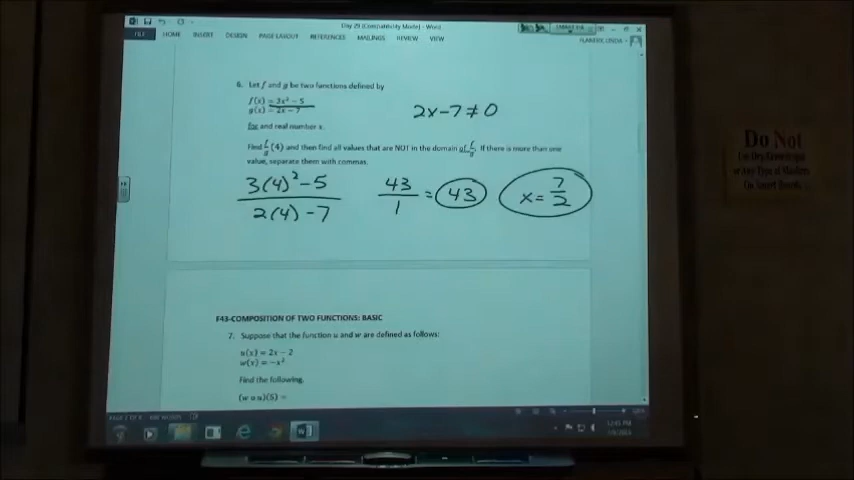 Day 29 (Compatibility Mode) - Word
FILE HOME INSERT DESIGN PAGE LAYOUT REFERENCES MAILINGS REVIEW VIEW
6. Let f and g be two functions defined by
f(x) = 3x² - 5
g(x) = 2x - 7
2x-7≠0
for and real number x.
Find f/g (4) and then find all values that are NOT in the domain of f/g. If there is more than one
value, separate them with commas.
3(4)²-5 / 2(4)-7
43/1 = 43
x= 7/2
F43-COMPOSITION OF TWO FUNCTIONS: BASIC
7. Suppose that the function u and w are defined as follows:
u(x) = 2x - 2
w(x) = -x²
Find the following.
(w o u)(5) =
Do Not